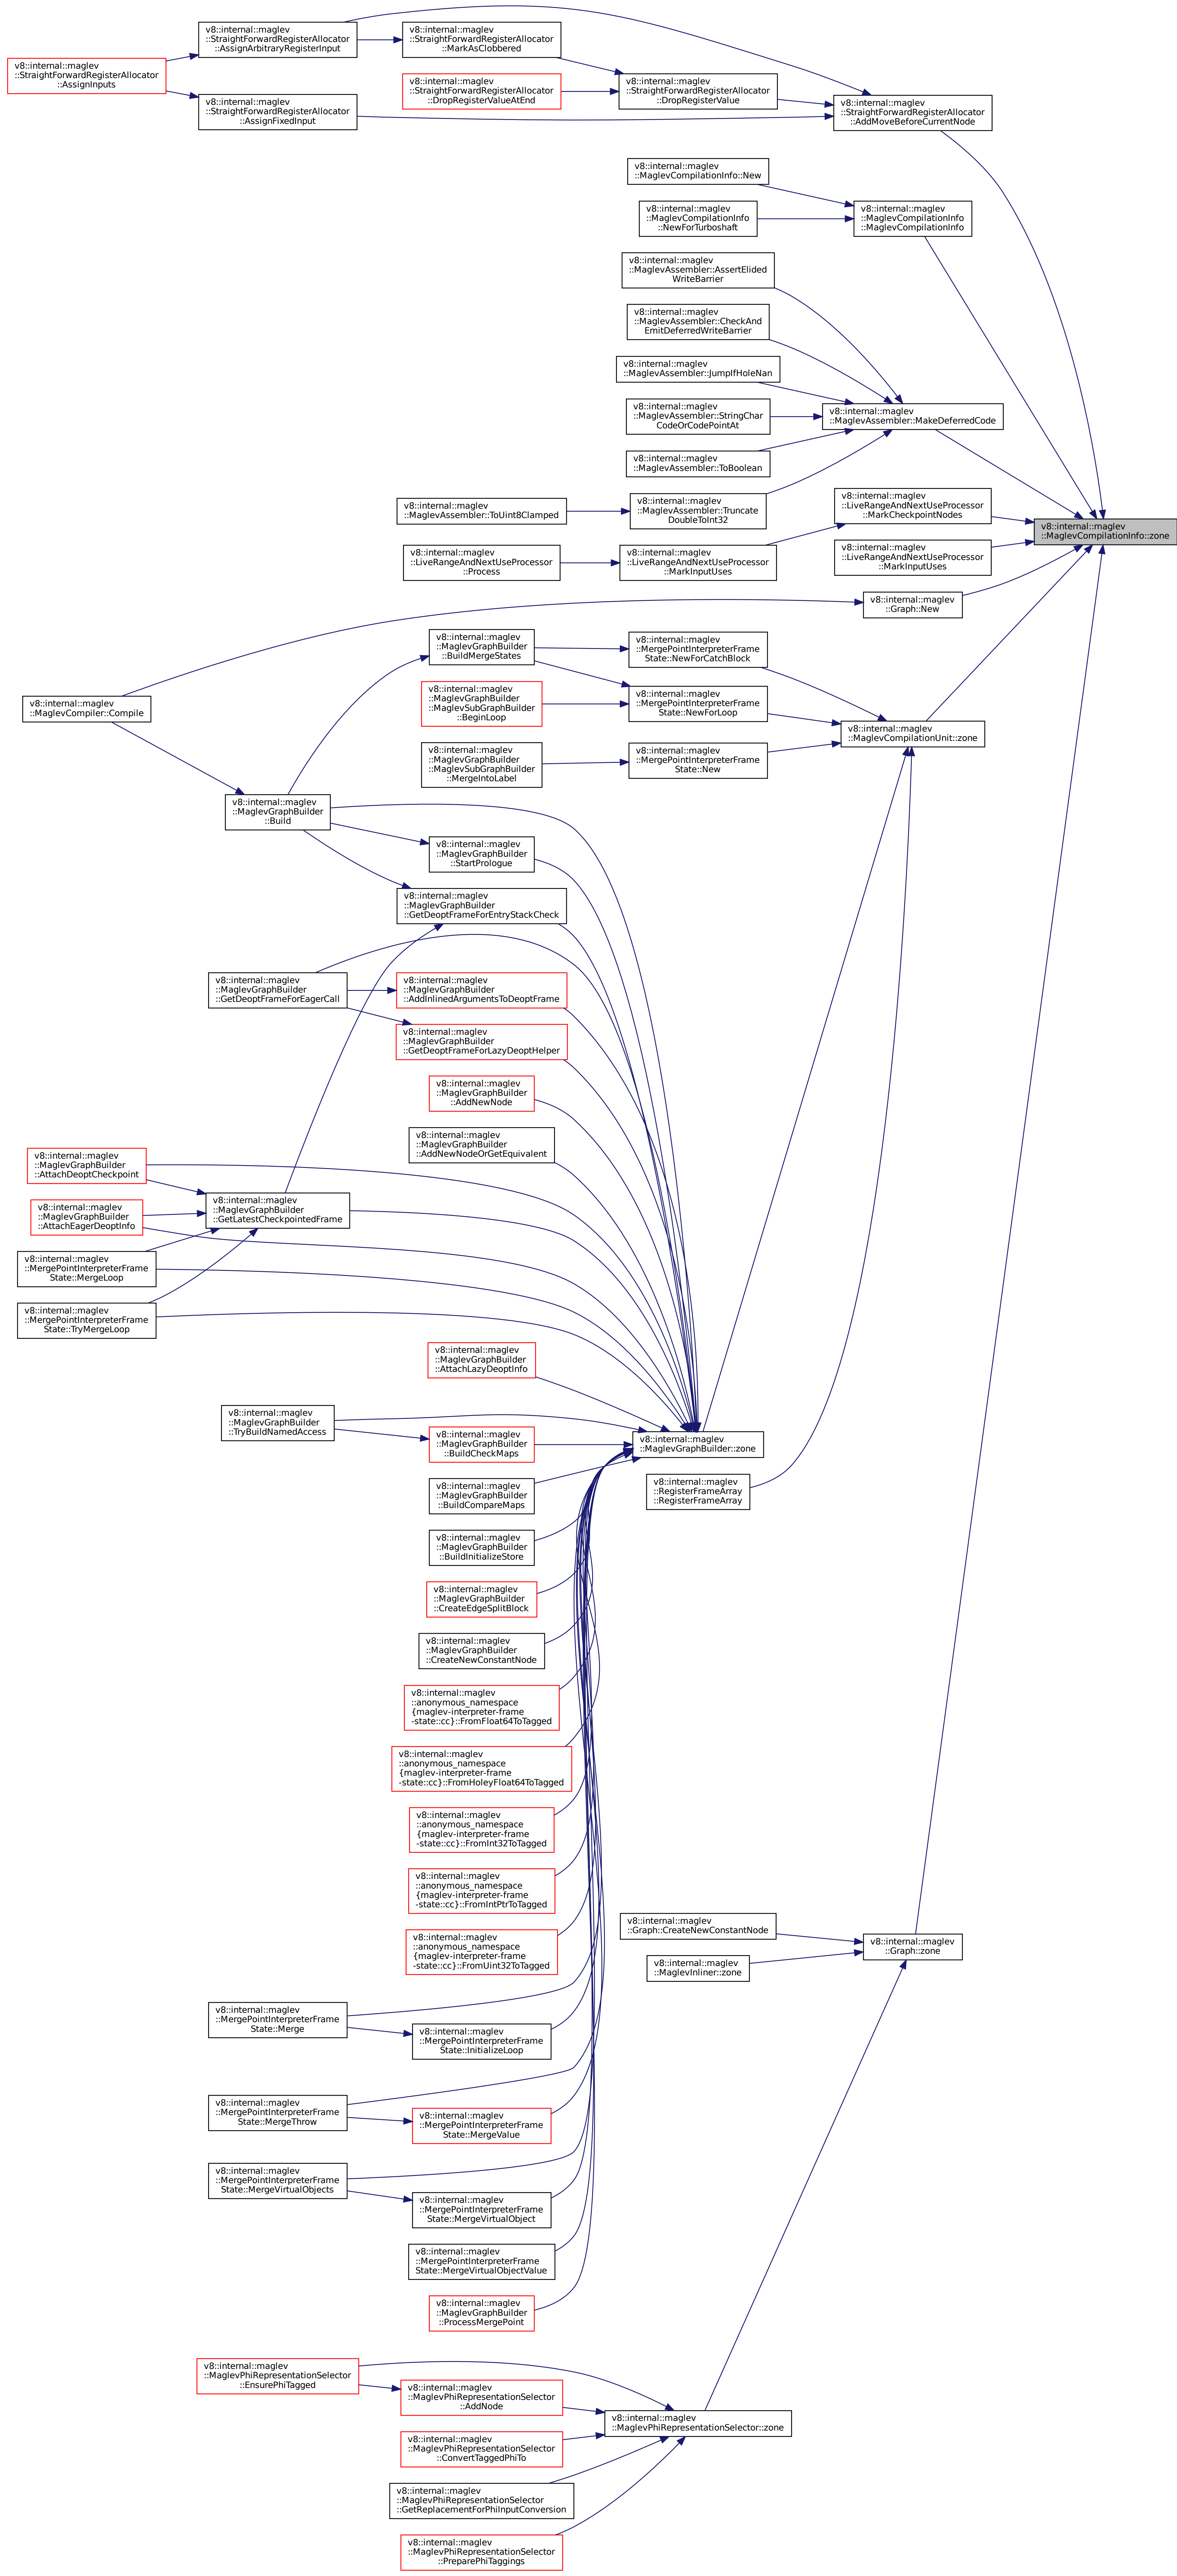 v8::internal::maglev
::StraightForwardRegisterAllocator
::AssignInputs
v8::internal::maglev
::StraightForwardRegisterAllocator
::AssignArbitraryRegisterInput
v8::internal::maglev
::StraightForwardRegisterAllocator
::MarkAsClobbered
v8::internal::maglev
::StraightForwardRegisterAllocator
::DropRegisterValueAtEnd
v8::internal::maglev
::StraightForwardRegisterAllocator
::DropRegisterValue
v8::internal::maglev
::StraightForwardRegisterAllocator
::AssignFixedInput
v8::internal::maglev
::StraightForwardRegisterAllocator
::AddMoveBeforeCurrentNode
v8::internal::maglev
::MaglevCompilationInfo::New
v8::internal::maglev
::MaglevCompilationInfo
::NewForTurboshaft
v8::internal::maglev
::MaglevCompilationInfo
::MaglevCompilationInfo
v8::internal::maglev
::MaglevAssembler::AssertElided
WriteBarrier
v8::internal::maglev
::MaglevAssembler::CheckAnd
EmitDeferredWriteBarrier
v8::internal::maglev
::MaglevAssembler::JumpIfHoleNan
v8::internal::maglev
::MaglevAssembler::StringChar
CodeOrCodePointAt
v8::internal::maglev
::MaglevAssembler::MakeDeferredCode
v8::internal::maglev
::MaglevAssembler::ToBoolean
v8::internal::maglev
::MaglevAssembler::ToUint8Clamped
v8::internal::maglev
::MaglevAssembler::Truncate
DoubleToInt32
v8::internal::maglev
::LiveRangeAndNextUseProcessor
::MarkCheckpointNodes
v8::internal::maglev
::MaglevCompilationInfo::zone
v8::internal::maglev
::LiveRangeAndNextUseProcessor
::Process
v8::internal::maglev
::LiveRangeAndNextUseProcessor
::MarkInputUses
v8::internal::maglev
::LiveRangeAndNextUseProcessor
::MarkInputUses
v8::internal::maglev
::Graph::New
v8::internal::maglev
::MaglevGraphBuilder
::BuildMergeStates
v8::internal::maglev
::MergePointInterpreterFrame
State::NewForCatchBlock
v8::internal::maglev
::MaglevCompiler::Compile
v8::internal::maglev
::MaglevGraphBuilder
::MaglevSubGraphBuilder
::BeginLoop
v8::internal::maglev
::MergePointInterpreterFrame
State::NewForLoop
v8::internal::maglev
::MaglevCompilationUnit::zone
v8::internal::maglev
::MaglevGraphBuilder
::MaglevSubGraphBuilder
::MergeIntoLabel
v8::internal::maglev
::MergePointInterpreterFrame
State::New
v8::internal::maglev
::MaglevGraphBuilder
::Build
v8::internal::maglev
::MaglevGraphBuilder
::StartPrologue
v8::internal::maglev
::MaglevGraphBuilder
::GetDeoptFrameForEntryStackCheck
v8::internal::maglev
::MaglevGraphBuilder
::GetDeoptFrameForEagerCall
v8::internal::maglev
::MaglevGraphBuilder
::AddInlinedArgumentsToDeoptFrame
v8::internal::maglev
::MaglevGraphBuilder
::GetDeoptFrameForLazyDeoptHelper
v8::internal::maglev
::MaglevGraphBuilder
::AddNewNode
v8::internal::maglev
::MaglevGraphBuilder
::AddNewNodeOrGetEquivalent
v8::internal::maglev
::MaglevGraphBuilder
::AttachDeoptCheckpoint
v8::internal::maglev
::MaglevGraphBuilder
::GetLatestCheckpointedFrame
v8::internal::maglev
::MaglevGraphBuilder
::AttachEagerDeoptInfo
v8::internal::maglev
::MergePointInterpreterFrame
State::MergeLoop
v8::internal::maglev
::MergePointInterpreterFrame
State::TryMergeLoop
v8::internal::maglev
::MaglevGraphBuilder
::AttachLazyDeoptInfo
v8::internal::maglev
::MaglevGraphBuilder
::TryBuildNamedAccess
v8::internal::maglev
::MaglevGraphBuilder
::BuildCheckMaps
v8::internal::maglev
::MaglevGraphBuilder::zone
v8::internal::maglev
::MaglevGraphBuilder
::BuildCompareMaps
v8::internal::maglev
::RegisterFrameArray
::RegisterFrameArray
v8::internal::maglev
::MaglevGraphBuilder
::BuildInitializeStore
v8::internal::maglev
::MaglevGraphBuilder
::CreateEdgeSplitBlock
v8::internal::maglev
::MaglevGraphBuilder
::CreateNewConstantNode
v8::internal::maglev
::anonymous_namespace
{maglev-interpreter-frame
-state::cc}::FromFloat64ToTagged
v8::internal::maglev
::anonymous_namespace
{maglev-interpreter-frame
-state::cc}::FromHoleyFloat64ToTagged
v8::internal::maglev
::anonymous_namespace
{maglev-interpreter-frame
-state::cc}::FromInt32ToTagged
v8::internal::maglev
::anonymous_namespace
{maglev-interpreter-frame
-state::cc}::FromIntPtrToTagged
v8::internal::maglev
::anonymous_namespace
{maglev-interpreter-frame
-state::cc}::FromUint32ToTagged
v8::internal::maglev
::Graph::CreateNewConstantNode
v8::internal::maglev
::MaglevInliner::zone
v8::internal::maglev
::Graph::zone
v8::internal::maglev
::MergePointInterpreterFrame
State::Merge
v8::internal::maglev
::MergePointInterpreterFrame
State::InitializeLoop
v8::internal::maglev
::MergePointInterpreterFrame
State::MergeThrow
v8::internal::maglev
::MergePointInterpreterFrame
State::MergeValue
v8::internal::maglev
::MergePointInterpreterFrame
State::MergeVirtualObjects
v8::internal::maglev
::MergePointInterpreterFrame
State::MergeVirtualObject
v8::internal::maglev
::MergePointInterpreterFrame
State::MergeVirtualObjectValue
v8::internal::maglev
::MaglevGraphBuilder
::ProcessMergePoint
v8::internal::maglev
::MaglevPhiRepresentationSelector
::EnsurePhiTagged
v8::internal::maglev
::MaglevPhiRepresentationSelector
::AddNode
v8::internal::maglev
::MaglevPhiRepresentationSelector::zone
v8::internal::maglev
::MaglevPhiRepresentationSelector
::ConvertTaggedPhiTo
v8::internal::maglev
::MaglevPhiRepresentationSelector
::GetReplacementForPhiInputConversion
v8::internal::maglev
::MaglevPhiRepresentationSelector
::PreparePhiTaggings